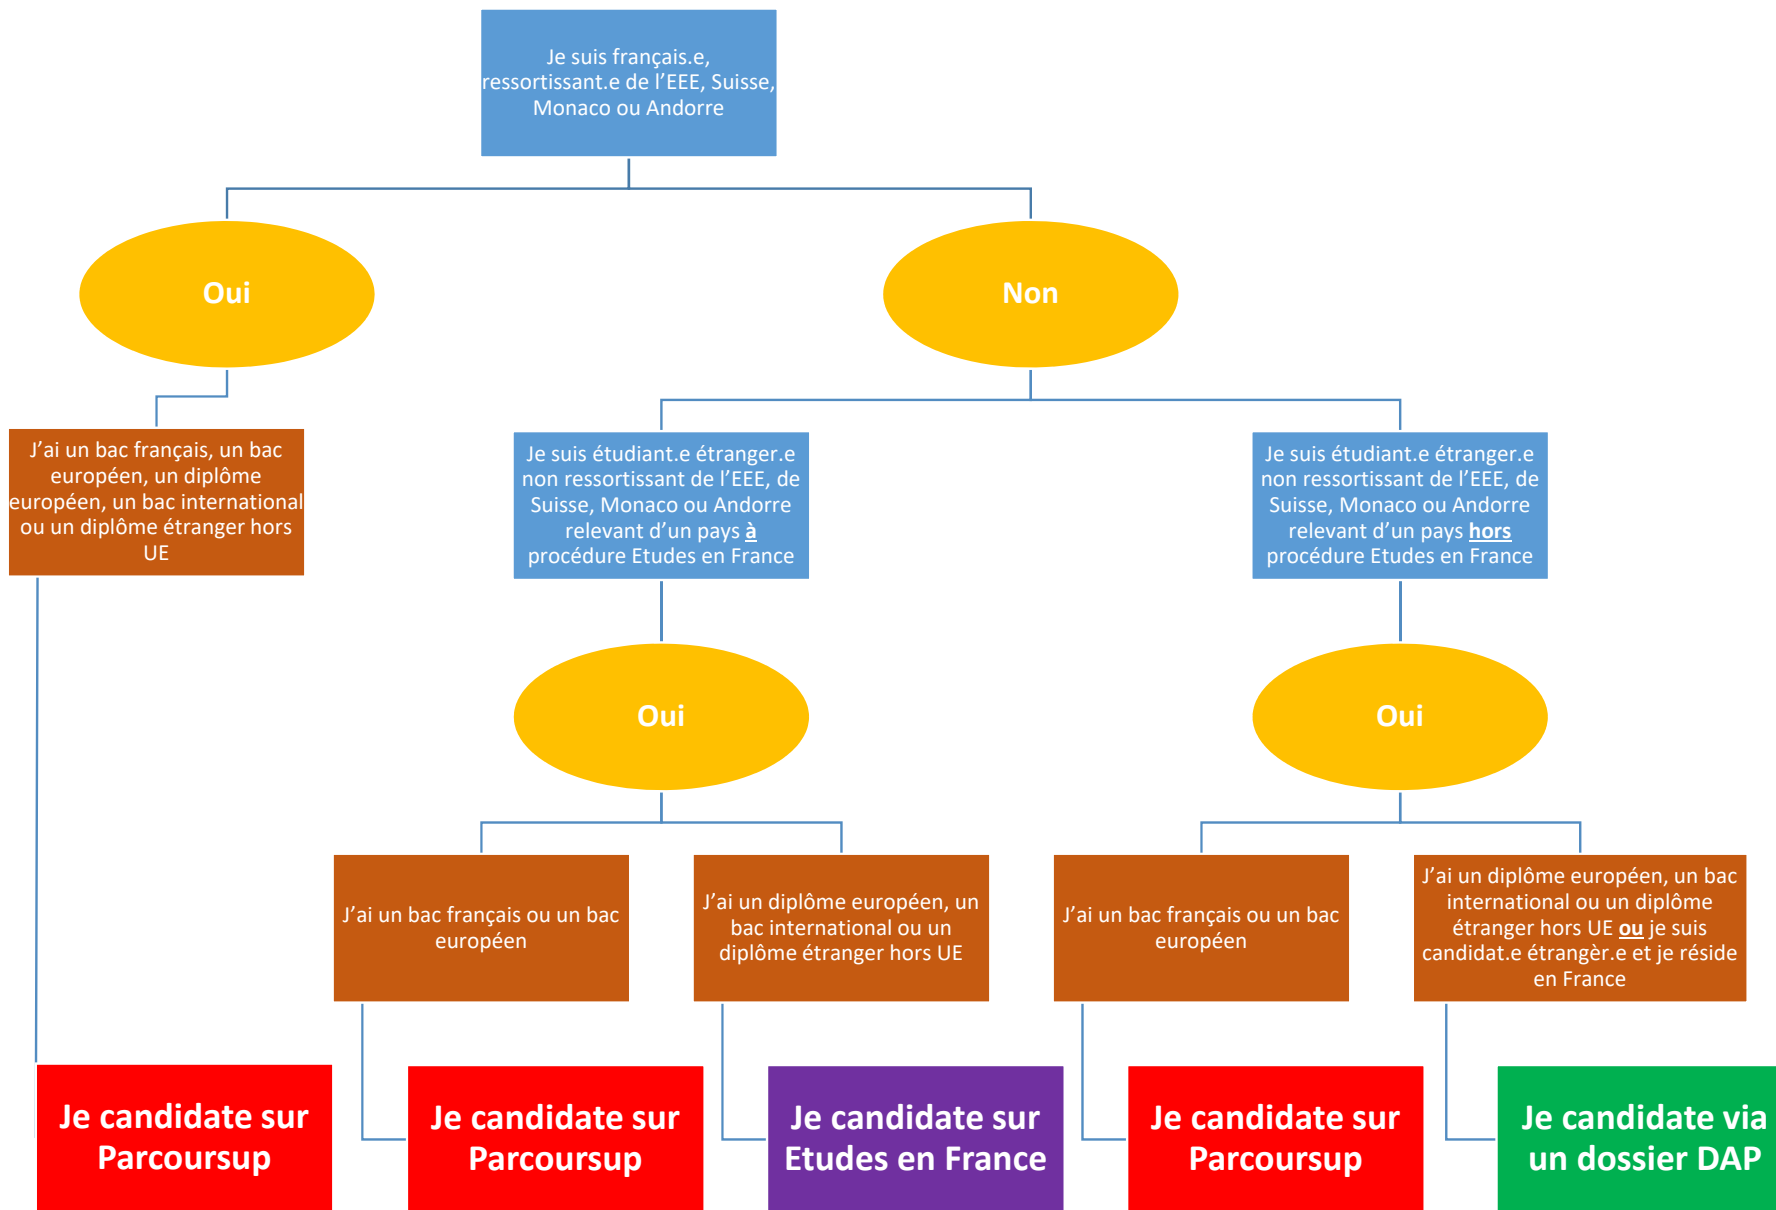 Je suis français.e,
ressortissant.e de l'EEE, Suisse,
Monaco ou Andorre
Oui
Non
J'ai un bac français, un bac
européen, un diplôme
européen, un bac international
ou un diplôme étranger hors
UE
Je suis étudiant.e étranger.e
non ressortissant de l'EEE, de
Suisse, Monaco ou Andorre
relevant d'un pays à
procédure Etudes en France
Je suis étudiant.e étranger.e
non ressortissant de l'EEE, de
Suisse, Monaco ou Andorre
relevant d'un pays hors
procédure Etudes en France
Oui
Oui
J'ai un bac français ou un bac
européen
J'ai un diplôme européen, un
bac international ou un
diplôme étranger hors UE
J'ai un bac français ou un bac
européen
J'ai un diplôme européen, un bac
international ou un diplôme
étranger hors UE ou je suis
candidat.e étrangèr.e et je réside
en France
Je candidate sur
Parcoursup
Je candidate sur
Parcoursup
Je candidate sur
Etudes en France
Je candidate sur
Parcoursup
Je candidate via
un dossier DAP